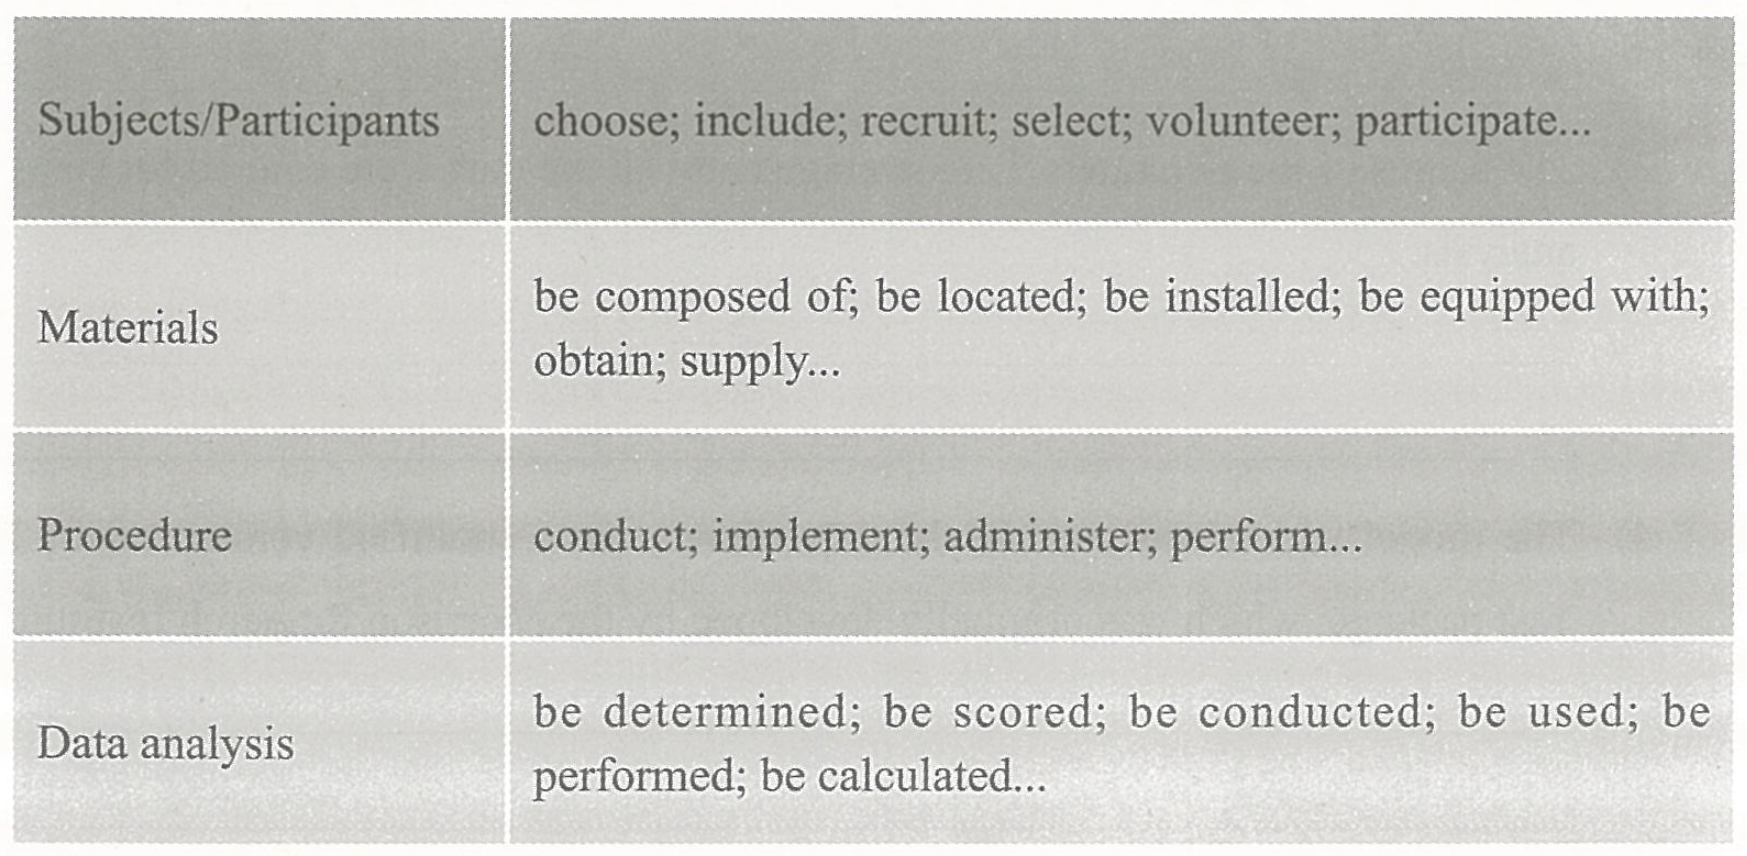 Subjects/Participants
choose; include; recruit; select; volunteer; participate...
Materials
be composed of; be located; be installed; be equipped with;
obtain; supply...
Procedure
conduct; implement; administer; perform...
Data analysis
be determined; be scored; be conducted; be used; be
performed; be calculated...